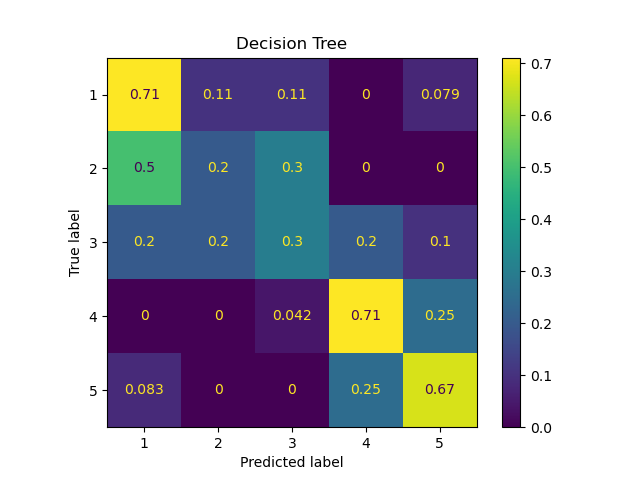 Decision Tree
True label
1 0.71 0.11 0.11 0 0.079
2 0.5 0.2 0.3 0 0
3 0.2 0.2 0.3 0.2 0.1
4 0 0 0.042 0.71 0.25
5 0.083 0 0 0.25 0.67
1 2 3 4 5
Predicted label
0.7
0.6
0.5
0.4
0.3
0.2
0.1
0.0